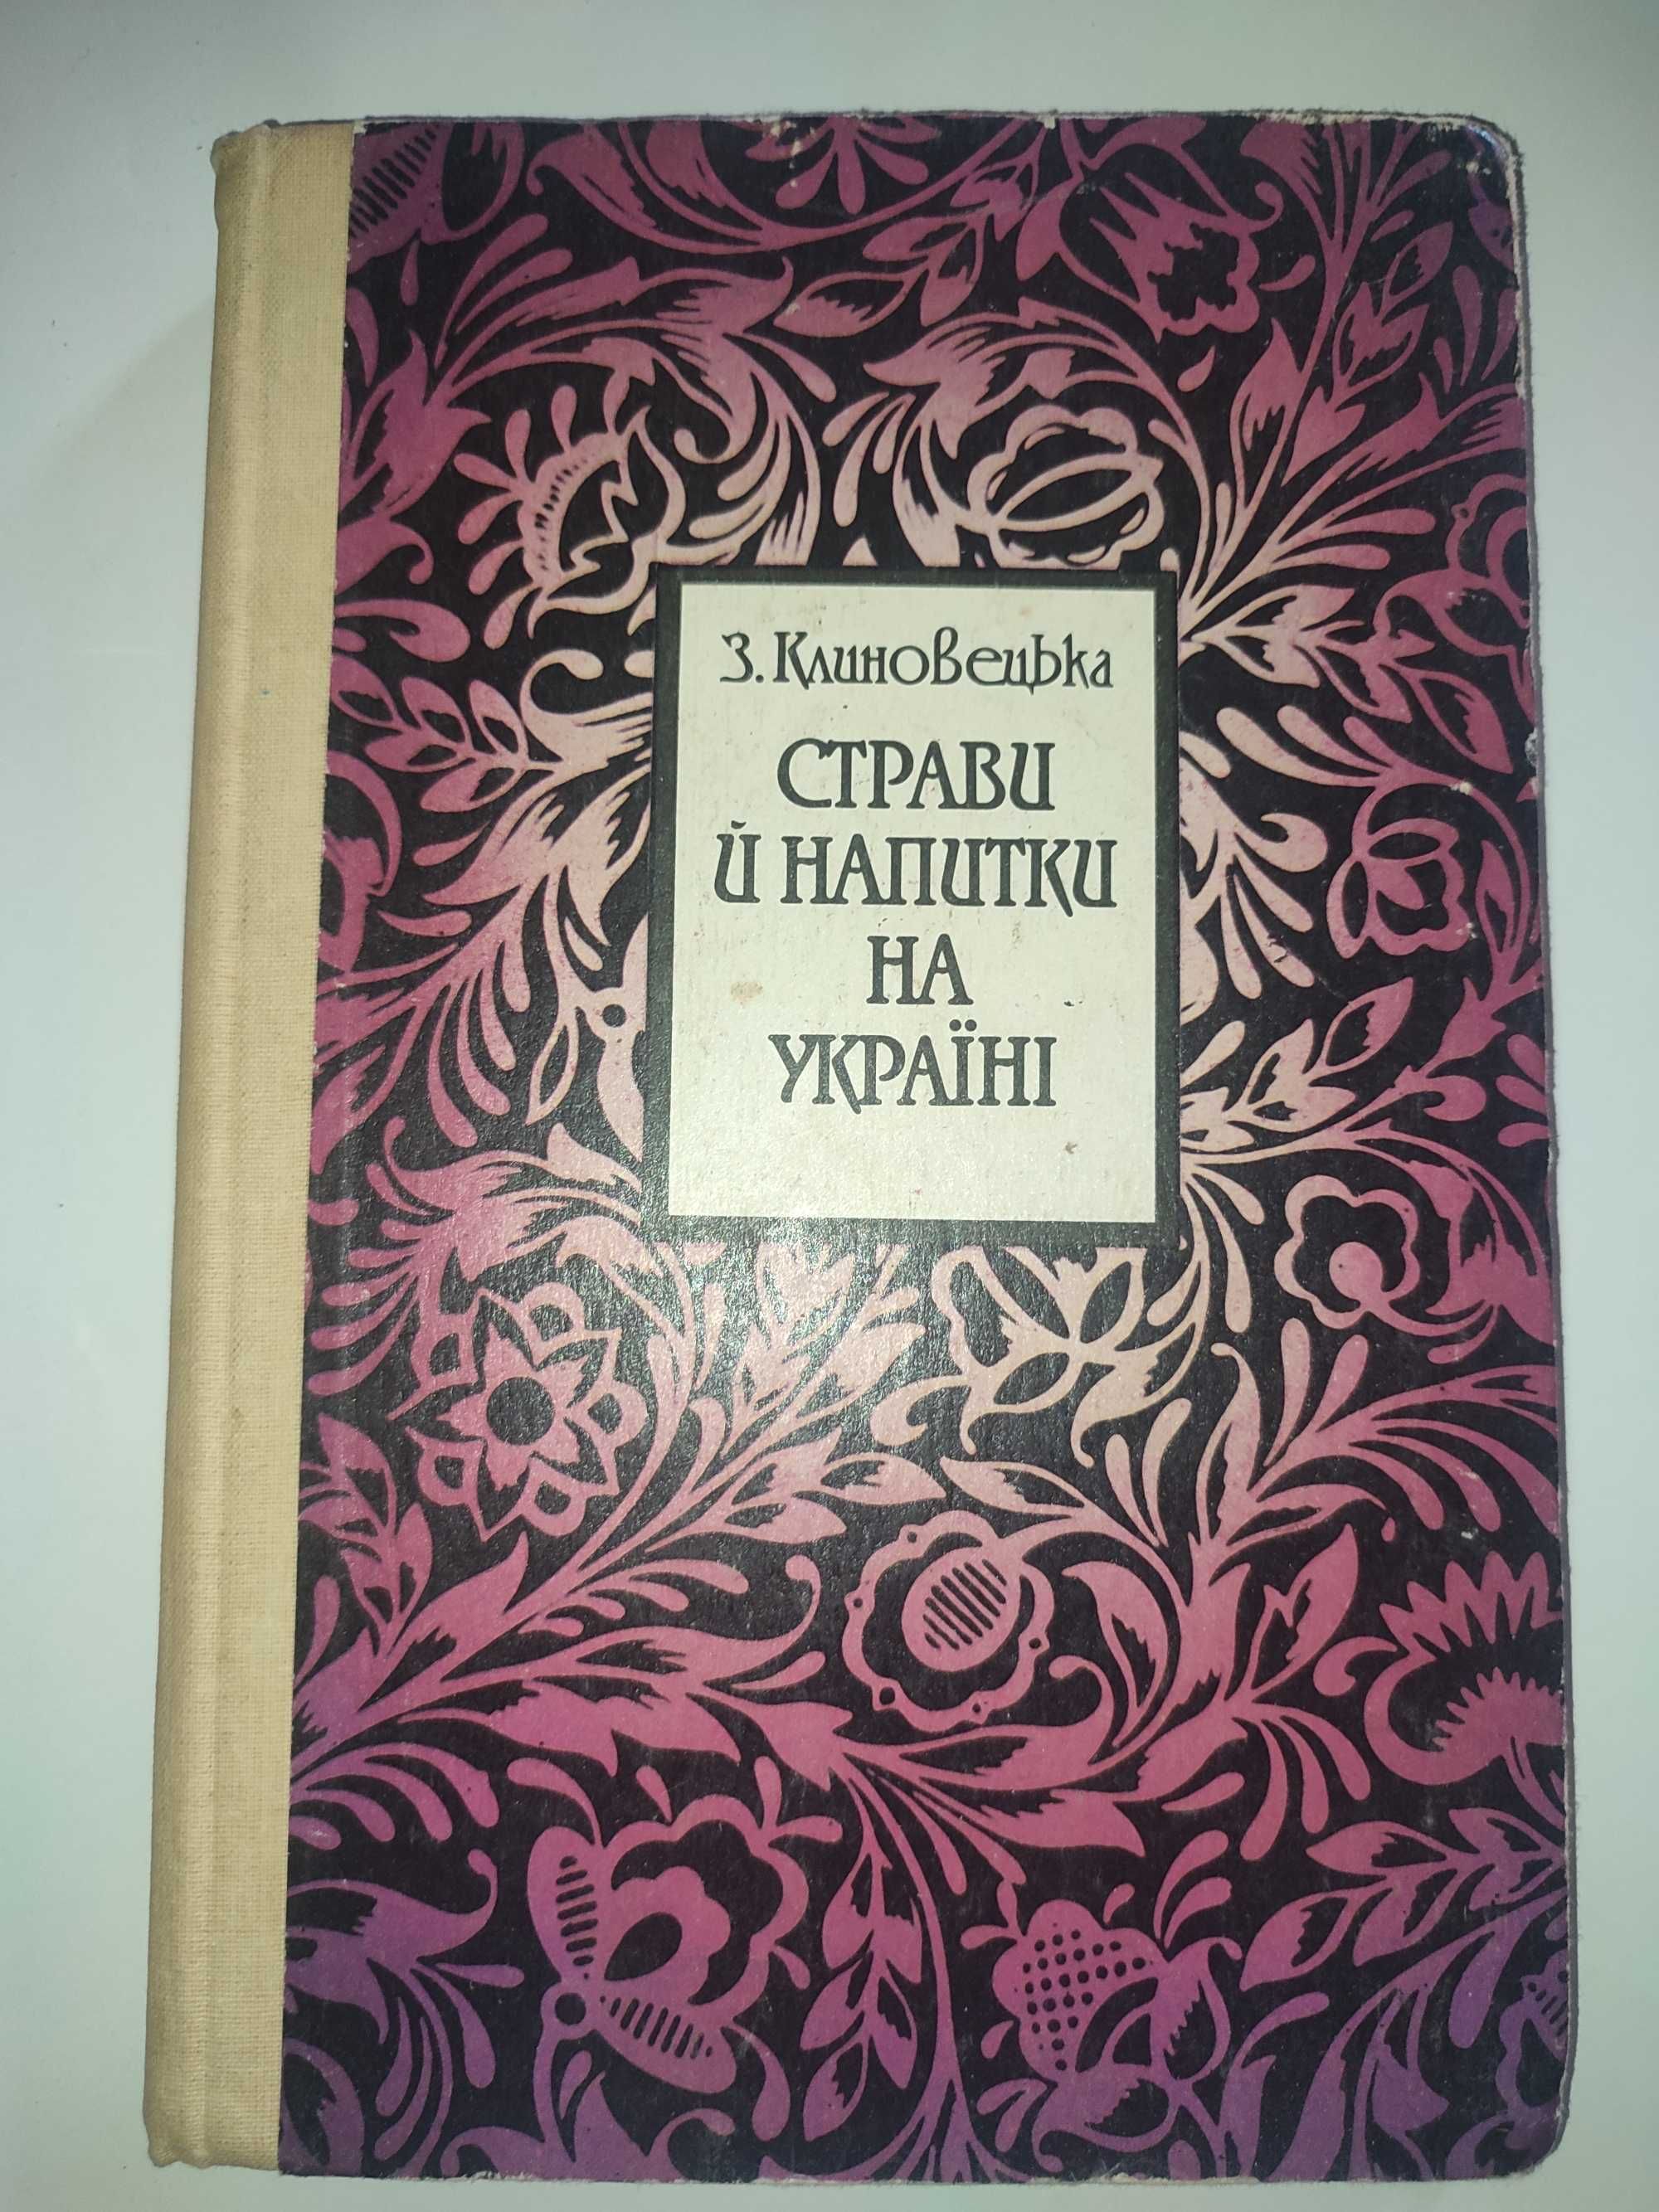 З. Клиновецька
СТРАВИ
Й НАПИТКИ
НА
УКРАЇНІ